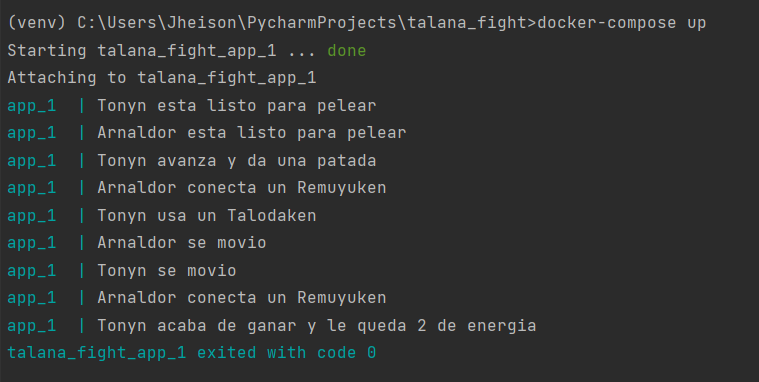 (venv) C:\Users\Jheison\PycharmProjects\talana_fight>docker-compose up
Starting talana_fight_app_1 ... done
Attaching to talana_fight_app_1
app_1  | Tonyn esta listo para pelear
app_1  | Arnaldor esta listo para pelear
app_1  | Tonyn avanza y da una patada
app_1  | Arnaldor conecta un Remuyuken
app_1  | Tonyn usa un Talodaken
app_1  | Arnaldor se movio
app_1  | Tonyn se movio
app_1  | Arnaldor conecta un Remuyuken
app_1  | Tonyn acaba de ganar y le queda 2 de energia
talana_fight_app_1 exited with code 0